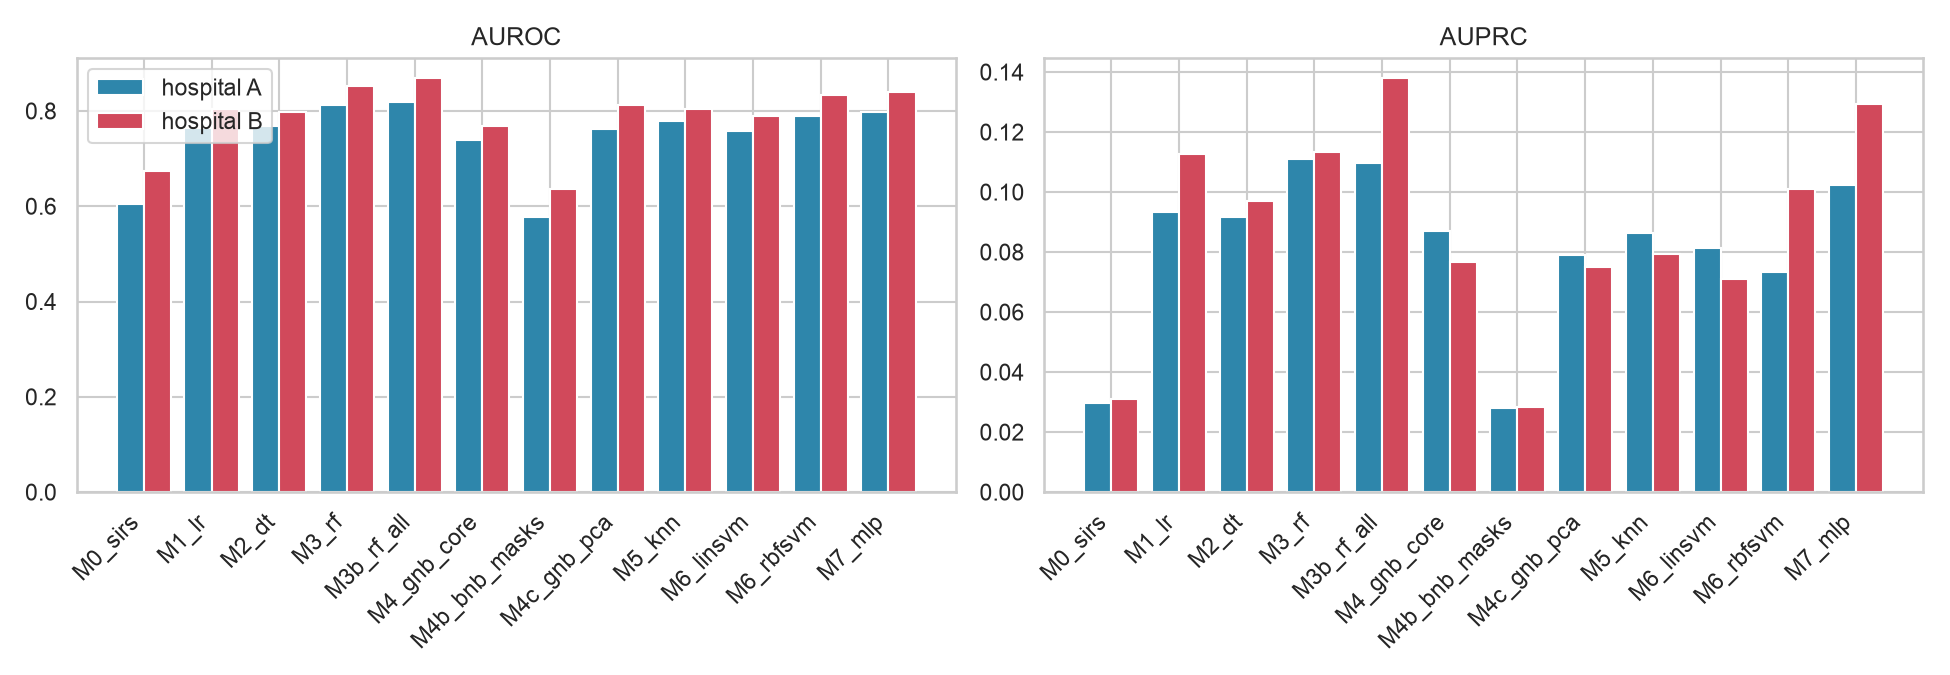 AUROC
hospital A
hospital B
0.8
0.6
0.4
0.2
0.0
M0_sirs
M1_lr
M2_dt
M3_rf
M3b_rf_all
M4_gnb_core
M4b_bnb_masks
M4c_gnb_pca
M5_knn
M6_linsvm
M6_rbfsvm
M7_mlp
AUPRC
0.14
0.12
0.10
0.08
0.06
0.04
0.02
0.00
M0_sirs
M1_lr
M2_dt
M3_rf
M3b_rf_all
M4_gnb_core
M4b_bnb_masks
M4c_gnb_pca
M5_knn
M6_linsvm
M6_rbfsvm
M7_mlp